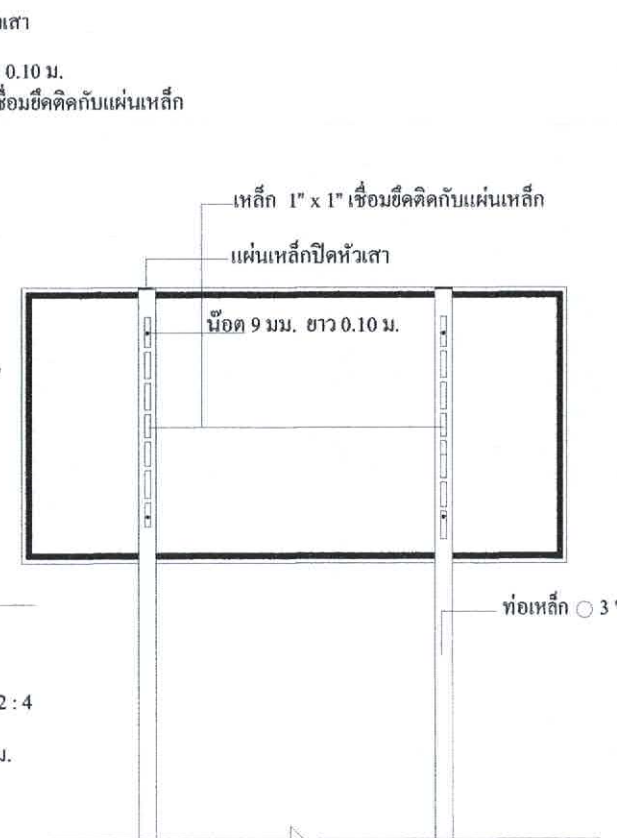 0.10 ม.
เชื่อมยึดติดกับแผ่นเหล็ก
เหล็ก 1" x 1" เชื่อมยึดติดกับแผ่นเหล็ก
แผ่นเหล็กปิดหัวเสา
น๊อต 9 มม. ยาว 0.10 ม.
ท่อเหล็ก ○ 3
2 : 4
ม.